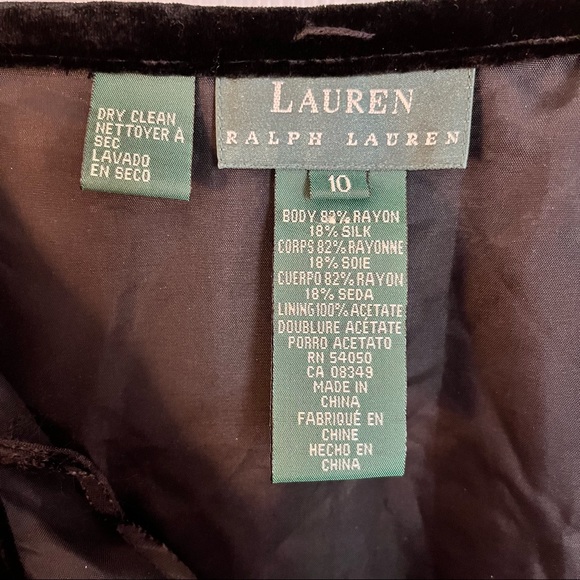 DRY CLEAN
NETTOYER À
SEC
LAVADO
EN SECO
LAUREN
RALPH LAUREN
10
BODY 82% RAYON
18% SILK
CORPS 82% RAYONNE
18% SOIE
CUERPO 82% RAYON
18% SEDA
LINING 100% ACETATE
DOUBLURE ACÉTATE
PORRO ACETATO
RN 54050
CA 08349
MADE IN
CHINA
FABRIQUÉ EN
CHINE
HECHO EN
CHINA